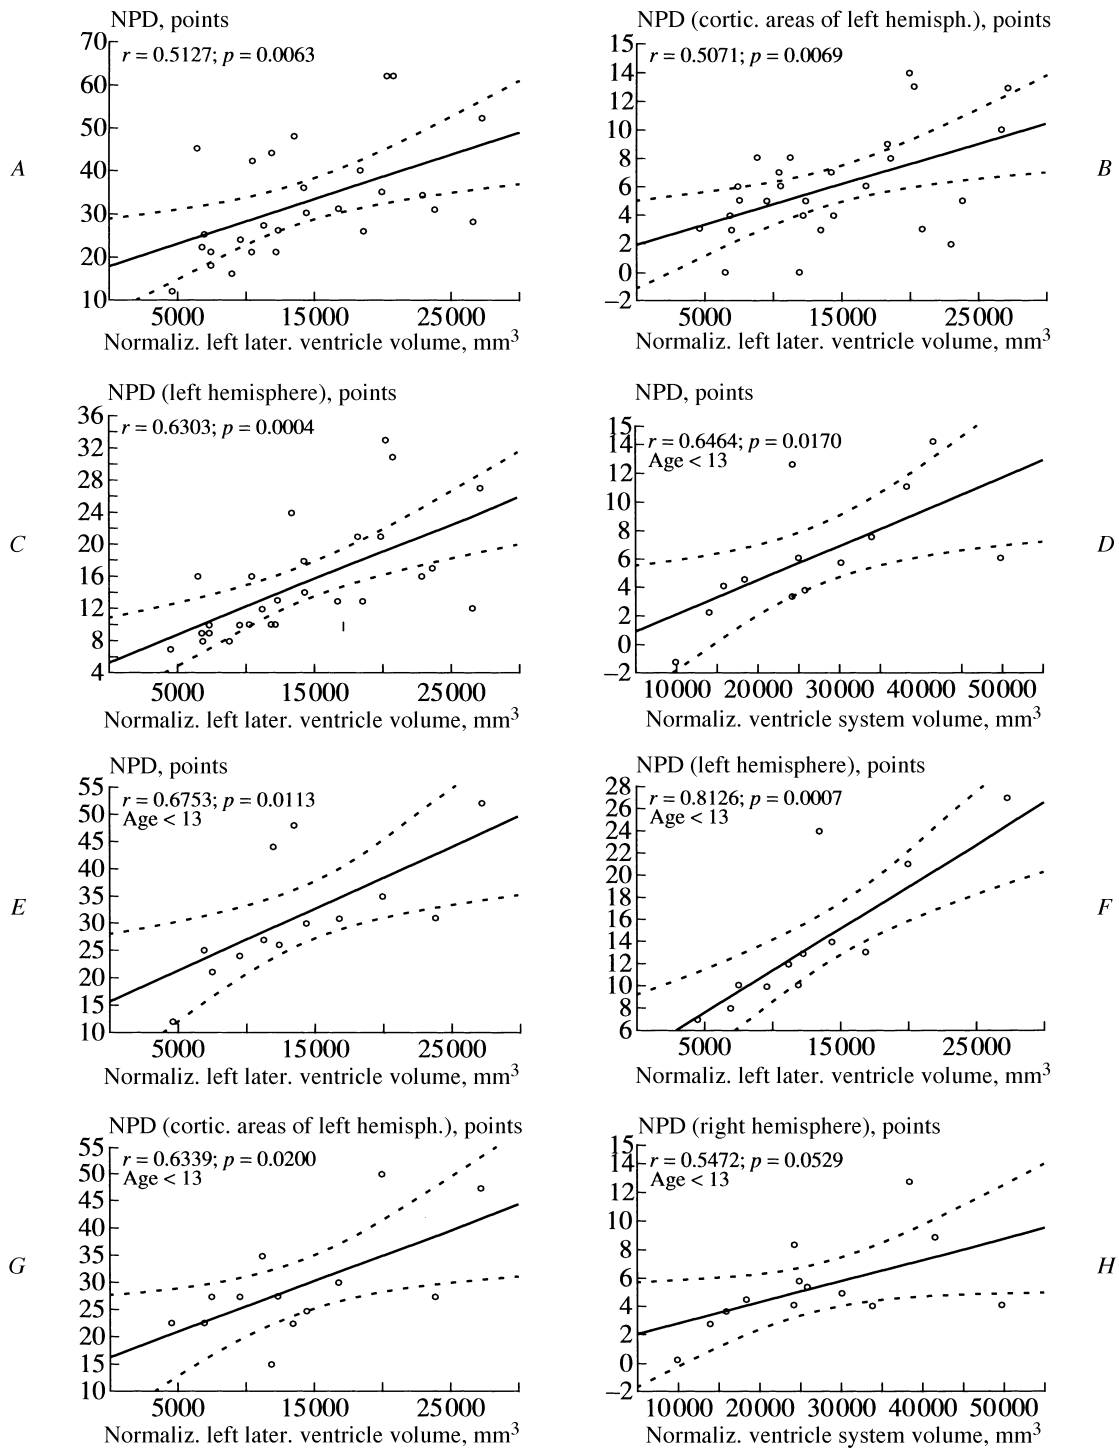 NPD, points
r = 0.5127; p = 0.0063
70
60
50
40
30
20
10
5000 15000 25000
Normaliz. left later. ventricle volume, mm3
A
NPD (cortic. areas of left hemisph.), points
r = 0.5071; p = 0.0069
15
14
12
10
8
6
4
2
0
–2
5000 15000 25000
Normaliz. left later. ventricle volume, mm3
B
NPD (left hemisphere), points
r = 0.6303; p = 0.0004
36
32
28
24
20
16
12
8
4
5000 15000 25000
Normaliz. left later. ventricle volume, mm3
C
NPD, points
r = 0.6464; p = 0.0170
Age < 13
15
14
12
10
8
6
4
2
0
–2
10000 20000 30000 40000 50000
Normaliz. ventricle system volume, mm3
D
NPD, points
r = 0.6753; p = 0.0113
Age < 13
55
50
45
40
35
30
25
20
15
10
5000 15000 25000
Normaliz. left later. ventricle volume, mm3
E
NPD (left hemisphere), points
r = 0.8126; p = 0.0007
Age < 13
28
26
24
22
20
18
16
14
12
10
8
6
5000 15000 25000
Normaliz. left later. ventricle volume, mm3
F
NPD (cortic. areas of left hemisph.), points
r = 0.6339; p = 0.0200
Age < 13
55
50
45
40
35
30
25
20
15
10
5000 15000 25000
Normaliz. left later. ventricle volume, mm3
G
NPD (right hemisphere), points
r = 0.5472; p = 0.0529
Age < 13
15
14
12
10
8
6
4
2
0
–2
10000 20000 30000 40000 50000
Normaliz. ventricle system volume, mm3
H